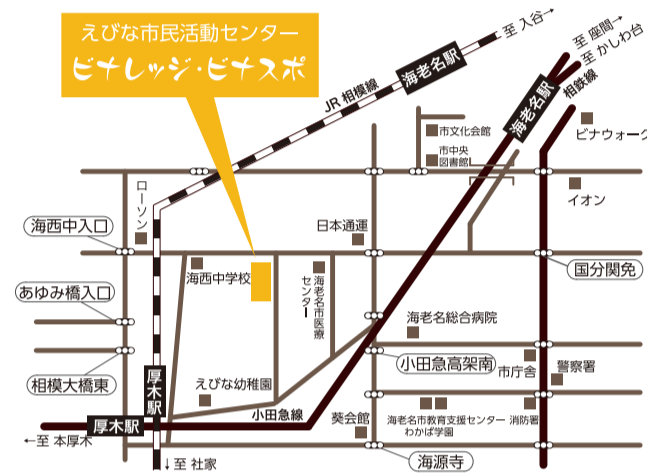 えびな市民活動センター
ビナレッジ・ビナスポ
至 入谷→
至 座間→
至 かしわ台
相鉄線
海老名駅
海老名駅
JR 相模線
市文化会館
市中央
図書館
ビナウォーク
イオン
ローソン
海西中入口
日本通運
国分関免
海西中学校
海老名市医療
センター
あゆみ橋入口
海老名総合病院
相模大橋東
小田急高架南
市庁舎
警察署
厚木駅
えびな幼稚園
小田急線
厚木駅
葵会館
海老名市教育支援センター
わかば学園
消防署
←至 本厚木
↓至 社家
海源寺